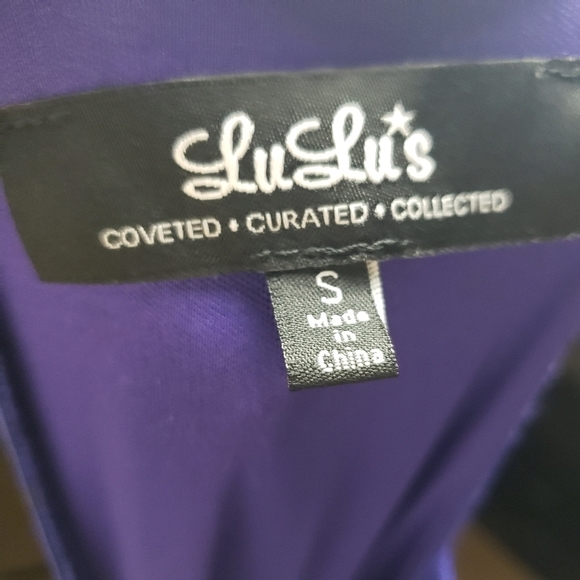 LuLu's
COVETED • CURATED • COLLECTED
S
Made
in
China